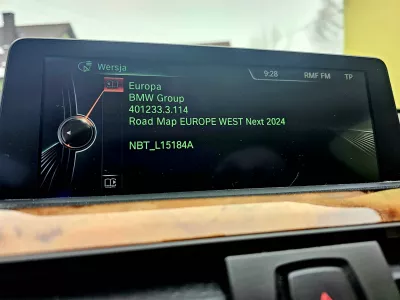 Wersja
9:28 RMF FM TP
Europa
BMW Group
401233.3.114
Road Map EUROPE WEST Next 2024
NBT_L15184A